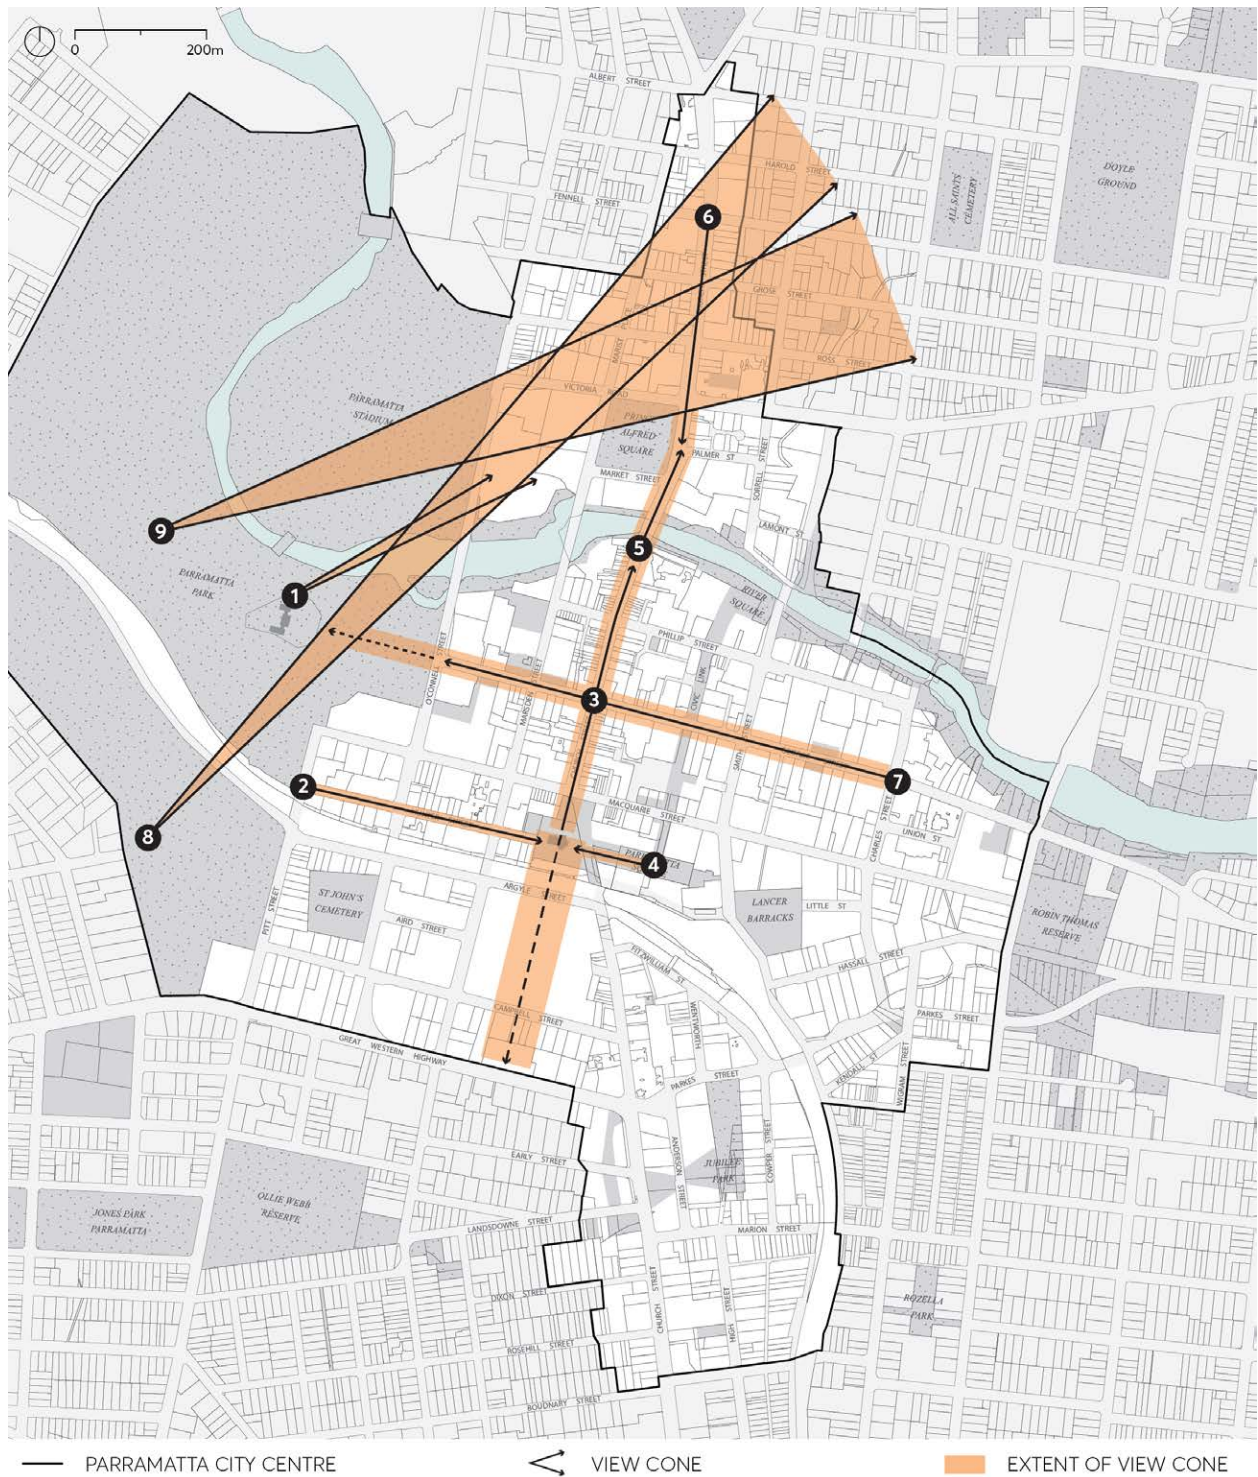 0 200m
ALBERT STREET
HAROLD STREET
DOYLE
GROUND
ALL SAINTS
CEMETERY
FENNELL STREET
6
GROSE STREET
ROSS STREET
VICTORIA ROAD
PARRAMATTA
STADIUM
PRINCE
ALFRED
SQUARE
PALMER ST
MARKET STREET
SORRELL STREET
LAMONT ST
9
5
PARRAMATTA
PARK
1
RIVER
SQUARE
PHILLIP STREET
O'CONNELL STREET
MARSDEN STREET
CIVIC LINK
3
SMITH STREET
7
2
MACQUARIE STREET
CHARLES STREET
UNION ST
8
4
ARGYLE STREET
ST JOHN'S
CEMETERY
LANCER
BARRACKS
LITTLE ST
ROBIN THOMAS
RESERVE
PITT STREET
AIRD STREET
FITZWILLIAM ST
HASSALL STREET
CAMPBELL STREET
WENTWORTH
PARKES STREET
GREAT WESTERN HIGHWAY
KENDALL ST
WIGRAM STREET
PARKES STREET
EARLY STREET
ANDERSON STREET
COWPER STREET
JUBILEE
PARK
OLLIE WEBB
RESERVE
JONES PARK
PARRAMATTA
LANDSDOWNE STREET
MARION STREET
DIXON STREET
CHURCH STREET
HIGH STREET
ROZELLA
PARK
ROSEHILL STREET
BOUDNARY STREET
PARRAMATTA CITY CENTRE VIEW CONE EXTENT OF VIEW CONE